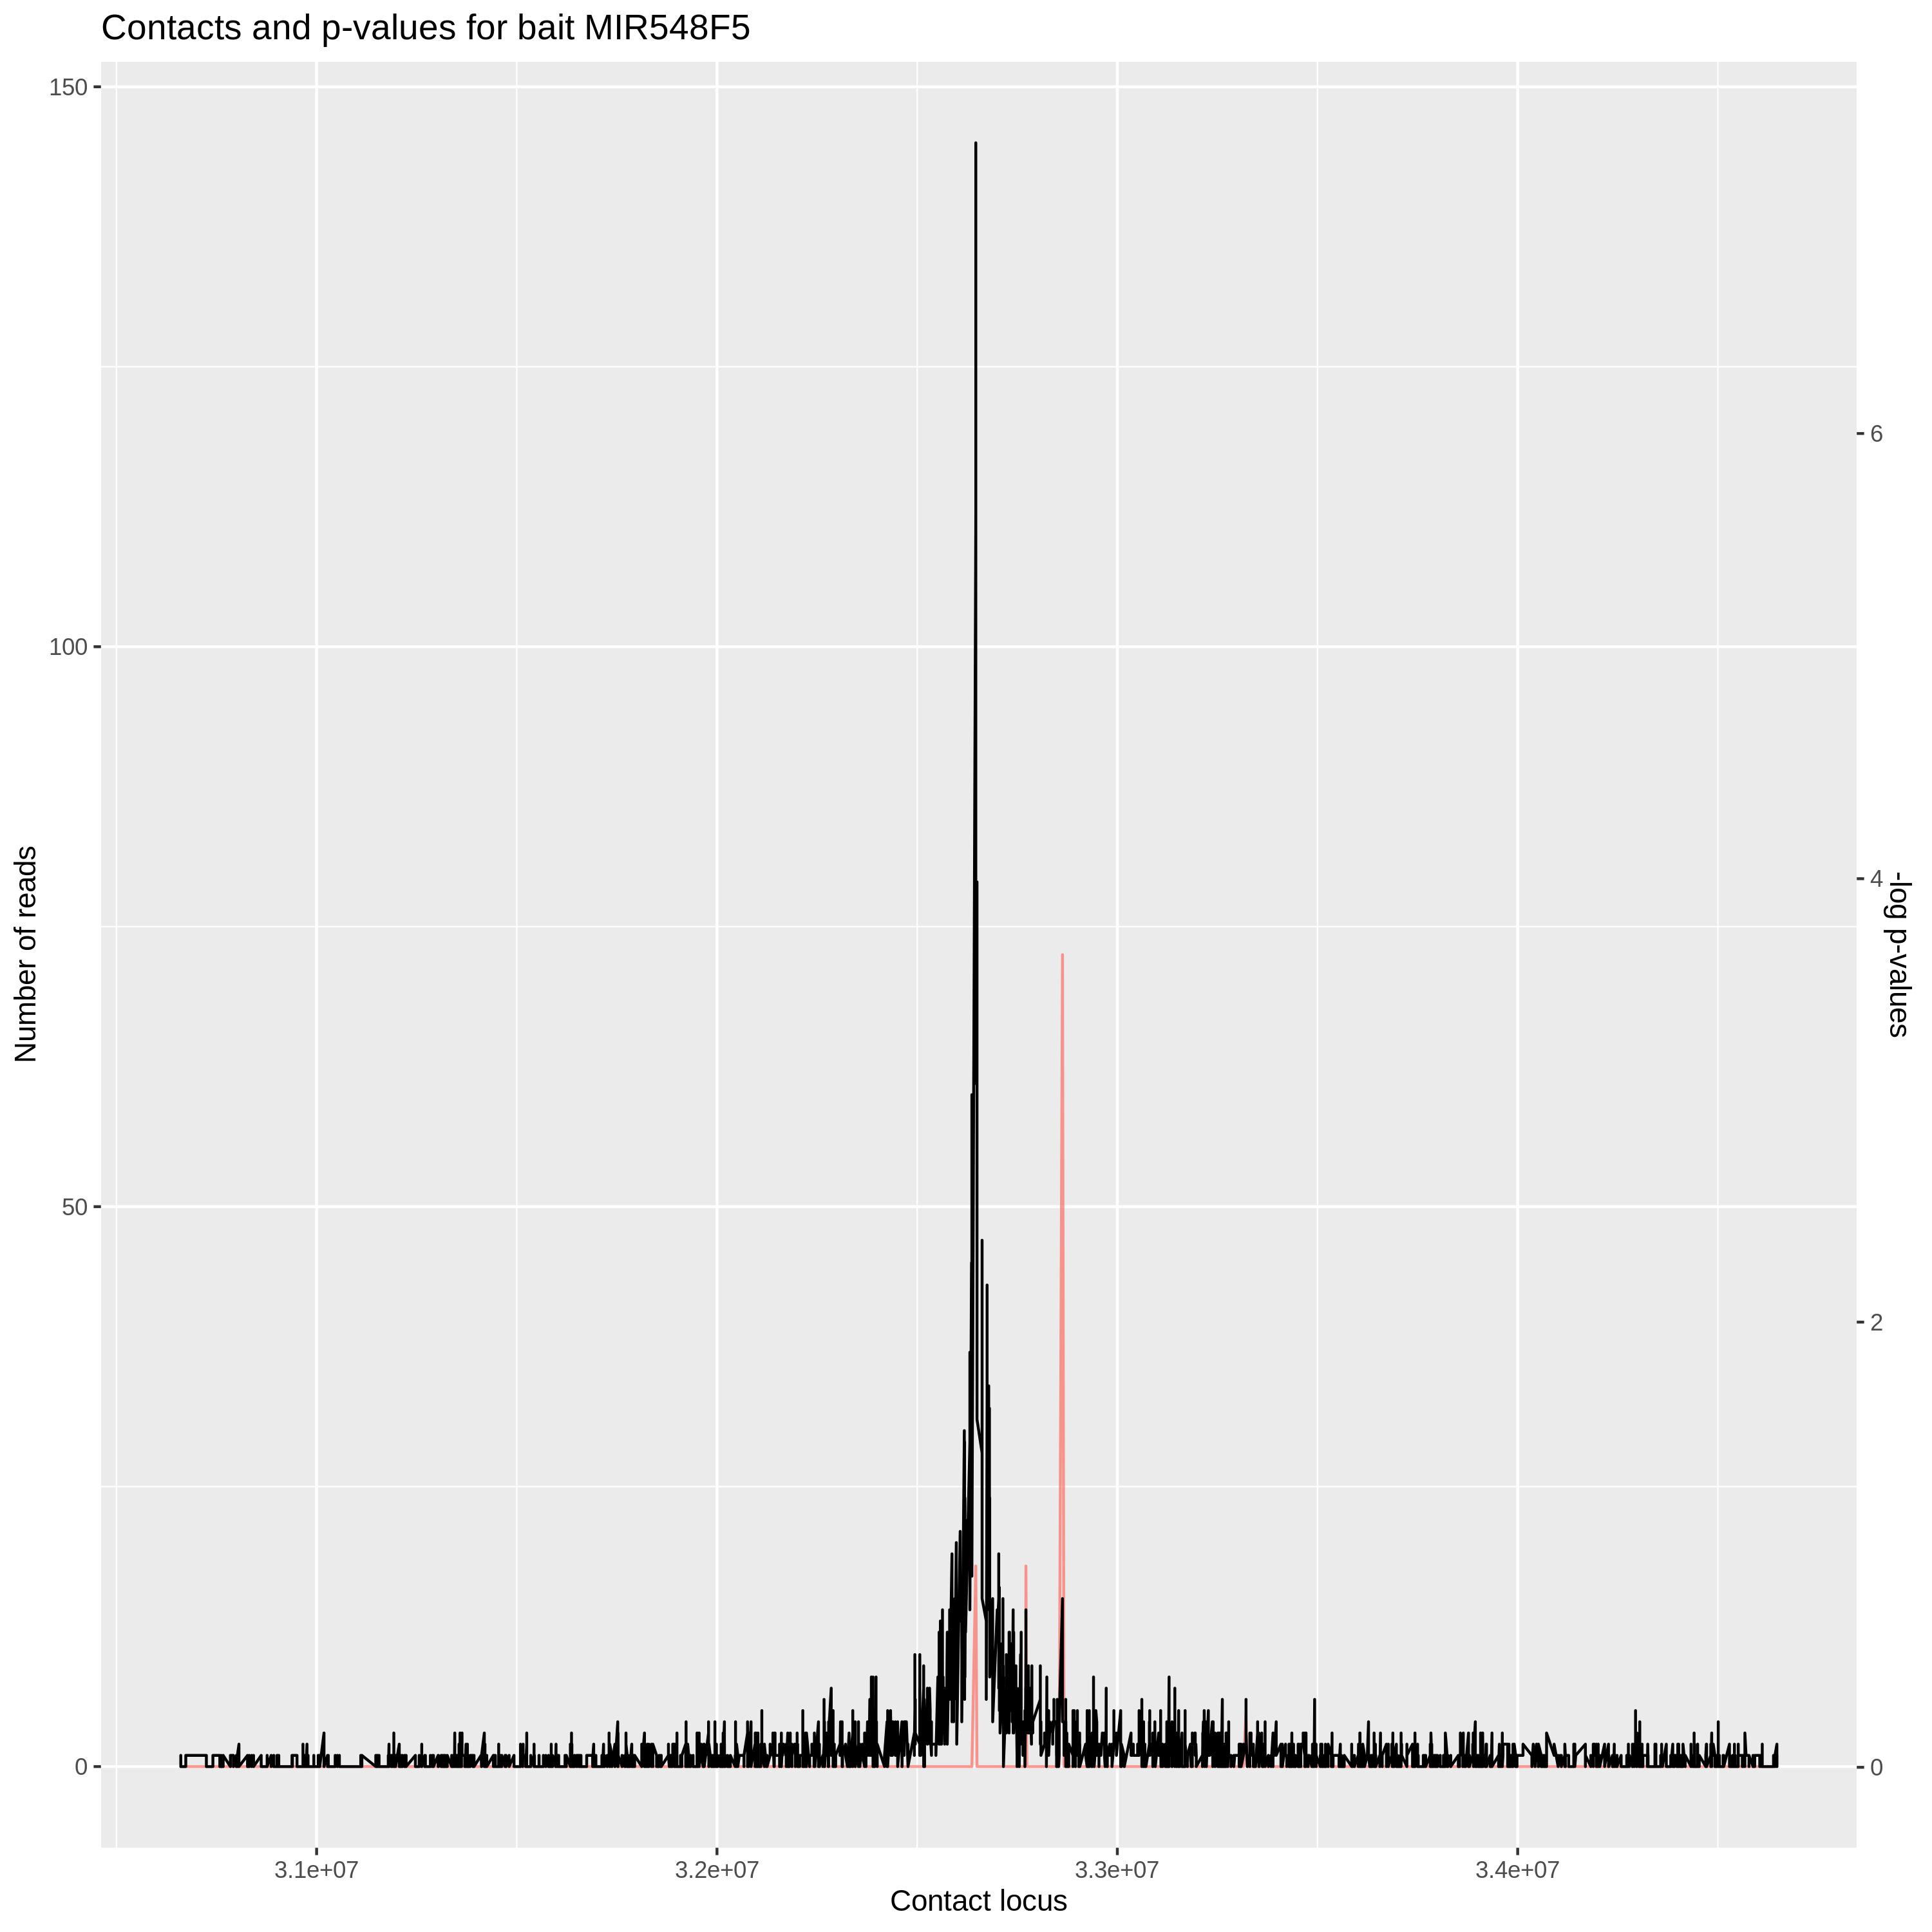 Contacts and p-values for bait MIR548F5
150
100
50
0
Number of reads
6
4
2
0
-log p-values
3.1e+07
3.2e+07
3.3e+07
3.4e+07
Contact locus